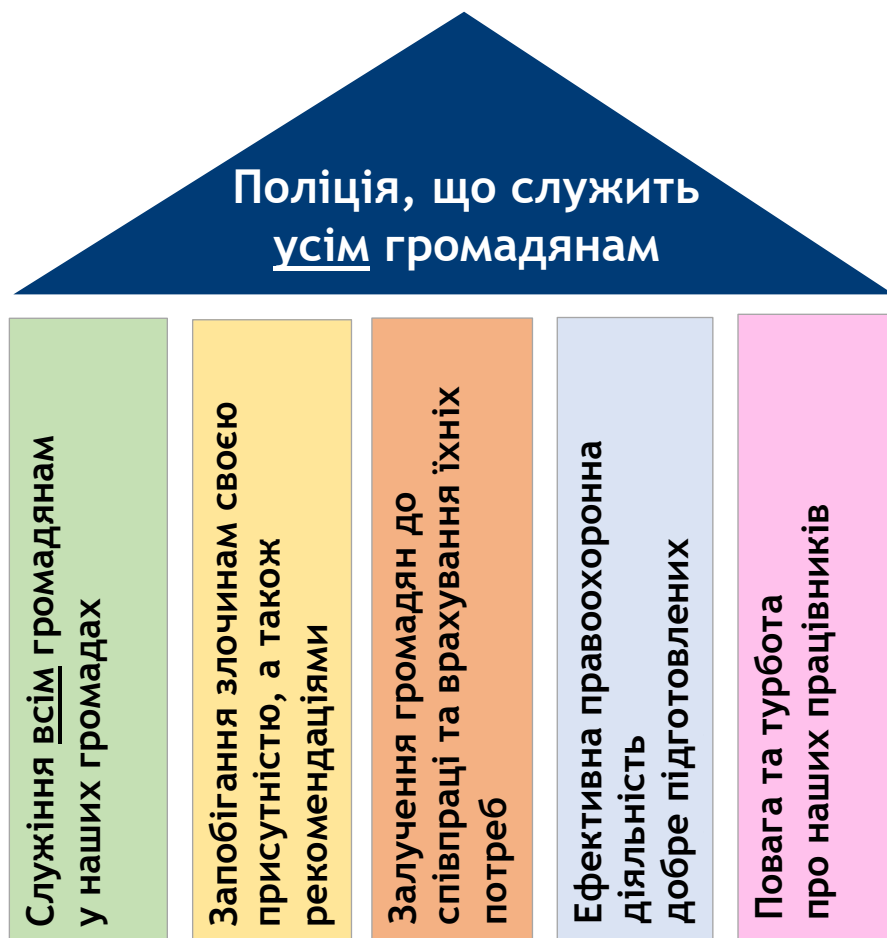 Поліція, що служить
усім громадянам
Служіння всім громадянам
у наших громадах
Запобігання злочинам своєю
присутністю, а також
рекомендаціями
Залучення громадян до
співпраці та врахування їхніх
потреб
Ефективна правоохоронна
діяльність
добре підготовлених
Повага та турбота
про наших працівників